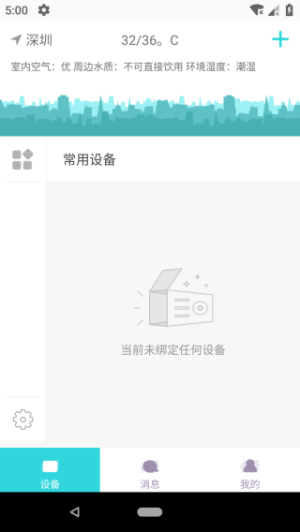 5:00
深圳 32/36。C
室内空气：优 周边水质：不可直接饮用 环境湿度：潮湿
常用设备
当前未绑定任何设备
设备 消息 我的